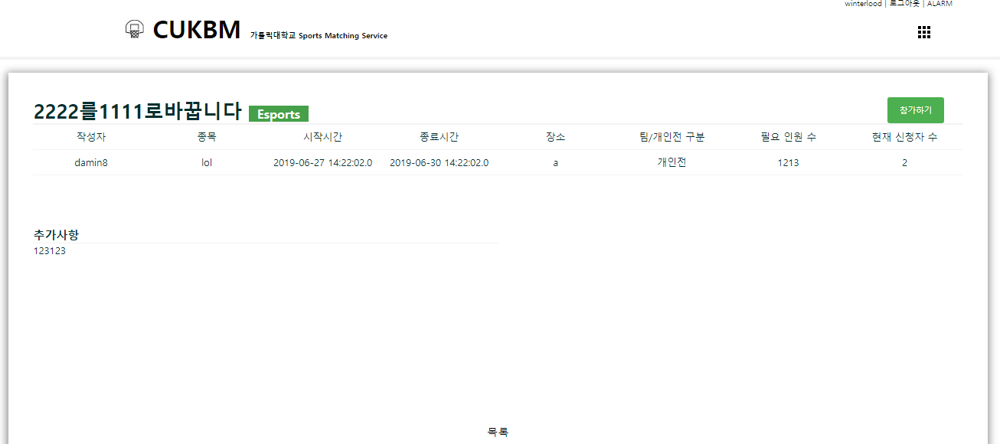 winterlood | 로그아웃 | ALARM
CUKBM 가톨릭대학교 Sports Matching Service
2222를1111로바꿉니다 Esports 참가하기
작성자 종목 시작시간 종료시간 장소 팀/개인전 구분 필요 인원 수 현재 신청자 수
damin8 lol 2019-06-27 14:22:02.0 2019-06-30 14:22:02.0 a 개인전 1213 2
추가사항
123123
목록